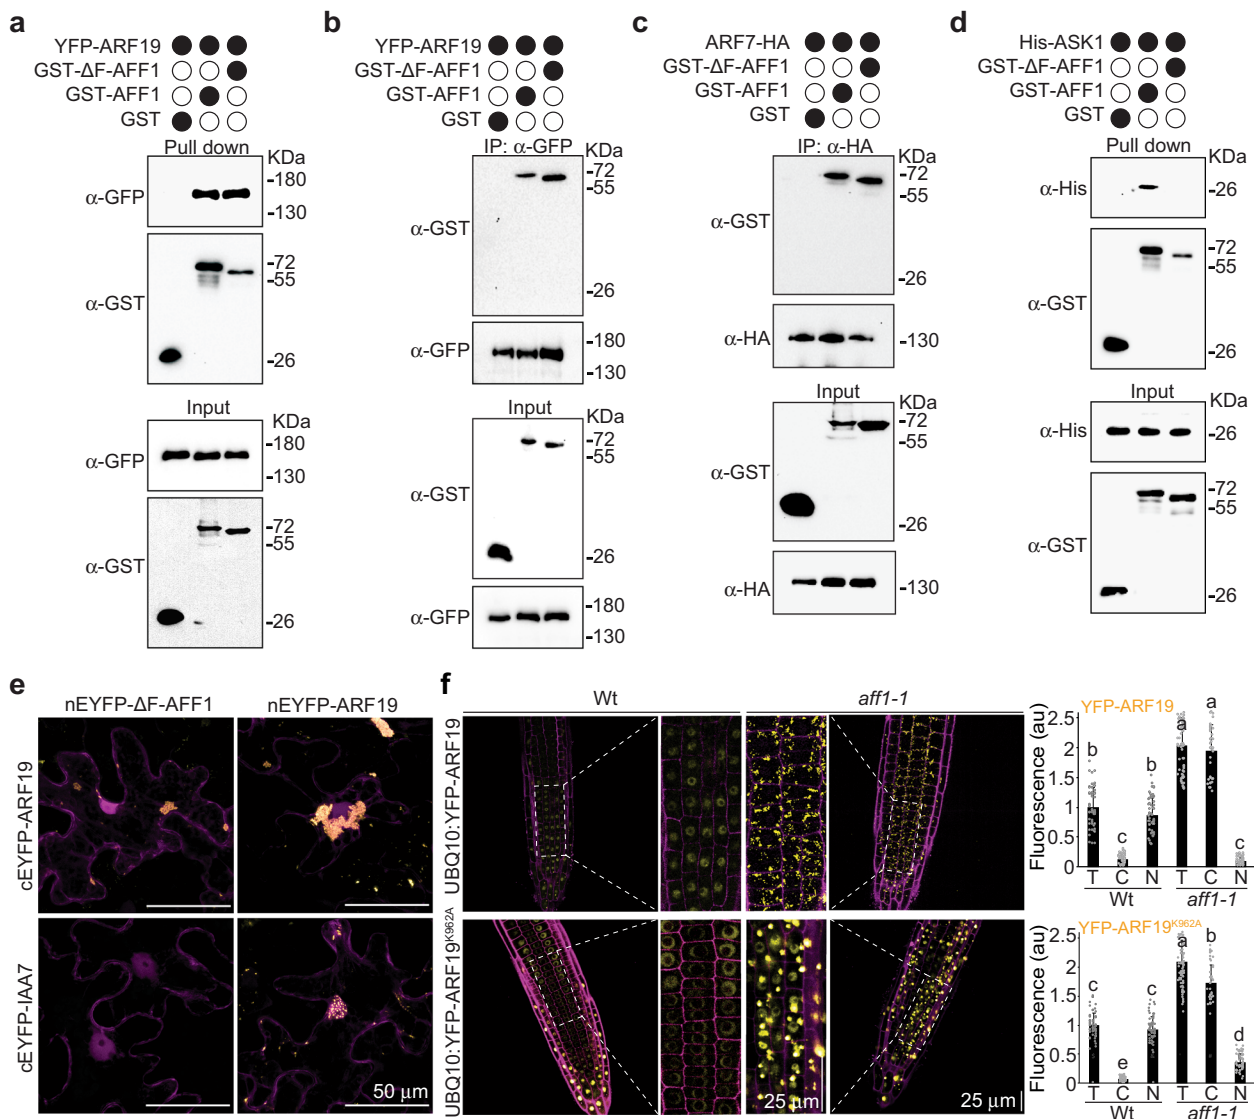 a
YFP-ARF19
GST-ΔF-AFF1
GST-AFF1
GST
Pull down
KDa
α-GFP
-180
-130
α-GST
-72
-55
-26
Input
KDa
α-GFP
-180
-130
α-GST
-72
-55
-26
b
YFP-ARF19
GST-ΔF-AFF1
GST-AFF1
GST
IP: α-GFP
KDa
α-GST
-72
-55
-26
α-GFP
-180
-130
Input
KDa
α-GST
-72
-55
-26
α-GFP
-180
-130
c
ARF7-HA
GST-ΔF-AFF1
GST-AFF1
GST
IP: α-HA
KDa
α-GST
-72
-55
-26
α-HA
-130
Input
KDa
α-GST
-72
-55
-26
α-HA
-130
d
His-ASK1
GST-ΔF-AFF1
GST-AFF1
GST
Pull down
KDa
α-His
-26
α-GST
-72
-55
-26
Input
KDa
α-His
-26
α-GST
-72
-55
-26
e
nEYFP-ΔF-AFF1
nEYFP-ARF19
cEYFP-ARF19
cEYFP-IAA7
50 μm
f
Wt
aff1-1
UBQ10:YFP-ARF19
UBQ10:YFP-ARF19K962A
25 μm
25 μm
YFP-ARF19
Fluorescence (au)
2.5
2
1.5
1
0.5
0
b
c
b
a
a
c
T C N T C N
Wt
aff1-1
YFP-ARF19K962A
Fluorescence (au)
2.5
2
1.5
1
0.5
0
c
e
c
a
b
d
T C N T C N
Wt
aff1-1